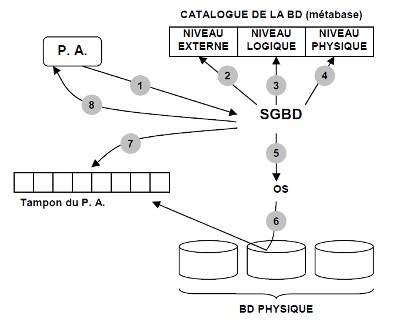 CATALOGUE DE LA BD (métabase)
NIVEAU EXTERNE
NIVEAU LOGIQUE
NIVEAU PHYSIQUE
P. A.
1
2
3
4
8
SGBD
7
5
Tampon du P. A.
OS
6
BD PHYSIQUE